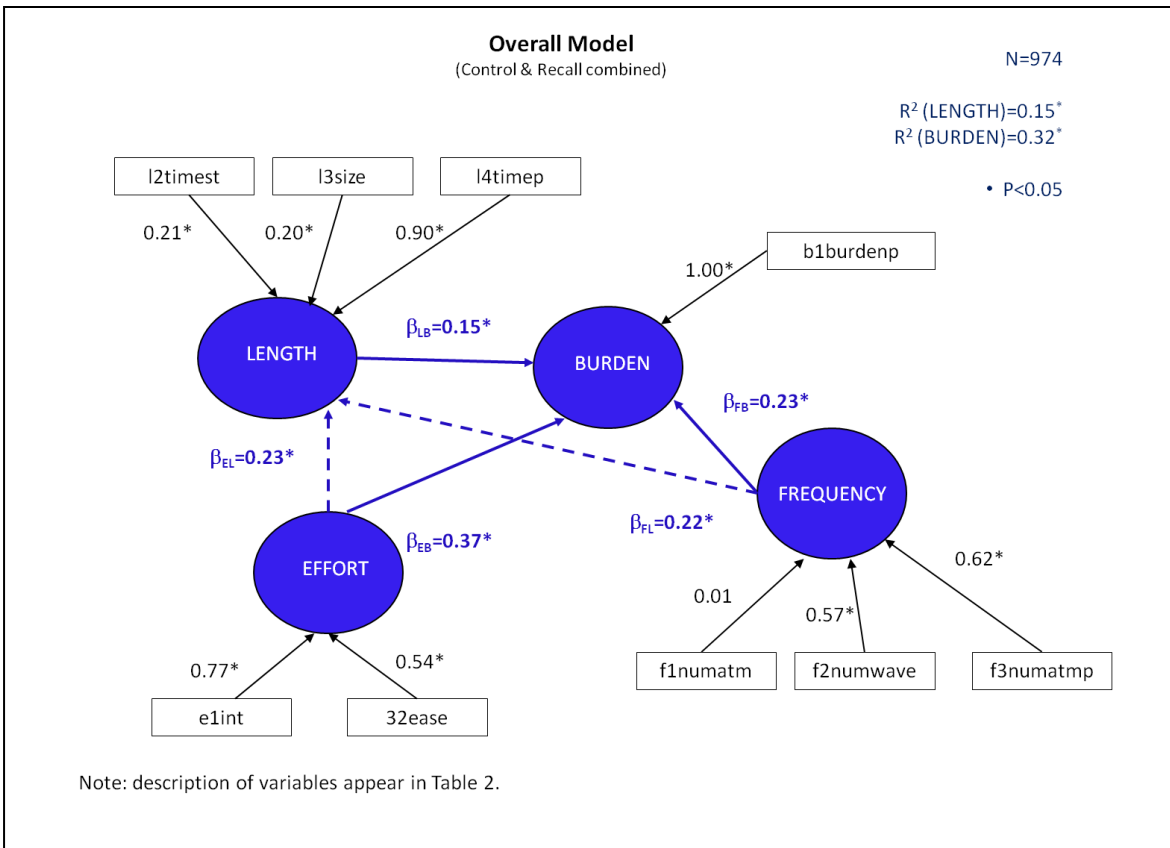 Overall Model
(Control & Recall combined)
N=974
R² (LENGTH)=0.15*
R² (BURDEN)=0.32*
• P<0.05
l2timest
l3size
l4timep
0.21*
0.20*
0.90*
b1burdenp
1.00*
βLB=0.15*
LENGTH
BURDEN
βFB=0.23*
βEL=0.23*
FREQUENCY
βFL=0.22*
βEB=0.37*
EFFORT
0.62*
0.01
0.57*
0.77*
0.54*
f1numatm
f2numwave
f3numatmp
e1int
32ease
Note: description of variables appear in Table 2.